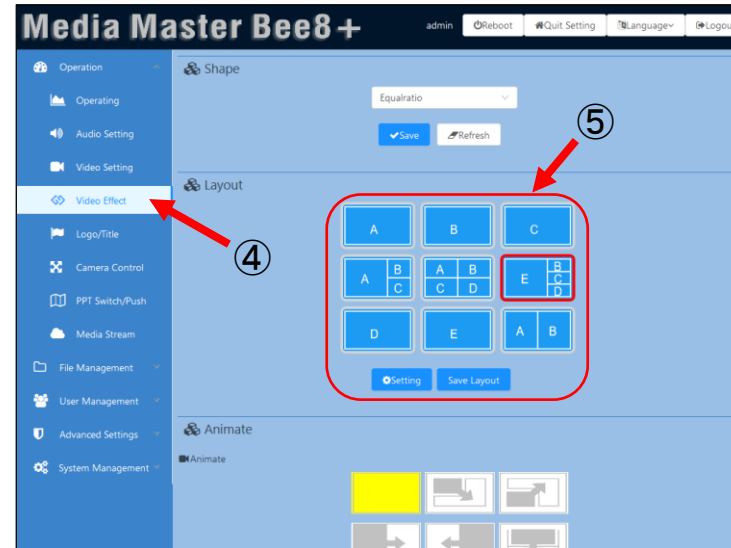 Media Master Bee8+
admin Reboot Quit Setting Language Logou
Operation
Operating
Audio Setting
Video Setting
Video Effect
Logo/Title
Camera Control
PPT Switch/Push
Media Stream
File Management
User Management
Advanced Settings
System Management
④
Shape
Equalratio
Save Refresh
⑤
Layout
A B C
A B C A B C D E B C D
D E A B
Setting Save Layout
Animate
Animate